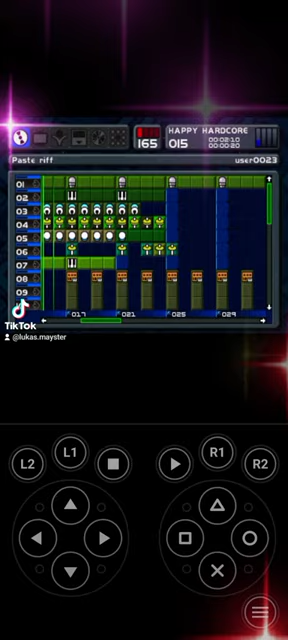 165
HAPPY HARDCORE
015
00:02:10
00:00:20
Paste riff
user0023
01
02
03
04
05
06
07
08
09
017
021
025
029
TikTok
@lukas.mayster
L2
L1
R1
R2